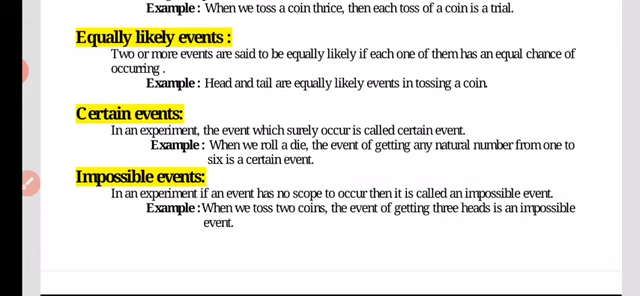 Example : When we toss a coin thrice, then each toss of a coin is a trial.
Equally likely events :
Two or more events are said to be equally likely if each one of them has an equal chance of
occurring .
Example : Head and tail are equally likely events in tossing a coin.
Certain events:
In an experiment, the event which surely occur is called certain event.
Example : When we roll a die, the event of getting any natural number from one to
six is a certain event.
Impossible events:
In an experiment if an event has no scope to occur then it is called an impossible event.
Example :When we toss two coins, the event of getting three heads is an impossible
event.